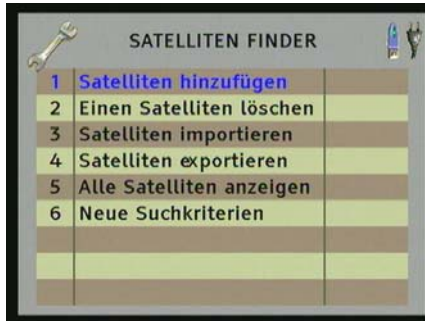 SATELLITEN FINDER
1 Satelliten hinzufügen
2 Einen Satelliten löschen
3 Satelliten importieren
4 Satelliten exportieren
5 Alle Satelliten anzeigen
6 Neue Suchkriterien